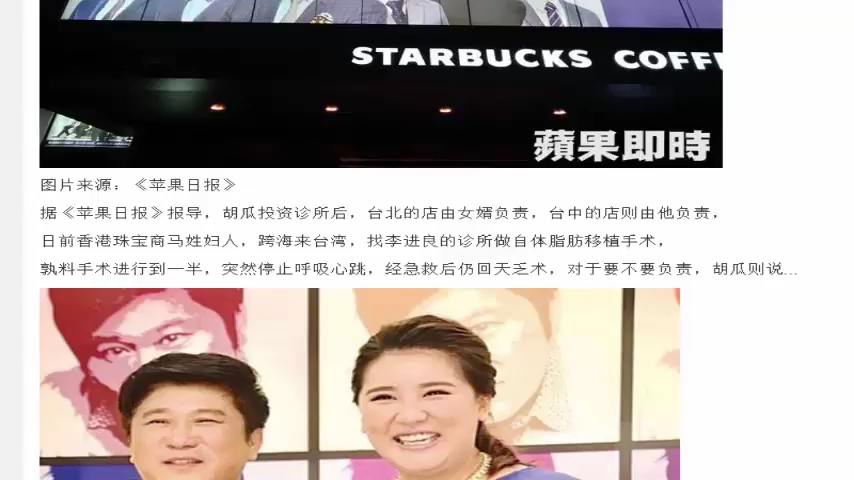 STARBUCKS COFF
蘋果即時
图片来源：《苹果日报》
据《苹果日报》报导，胡瓜投资诊所后，台北的店由女婿负责，台中的店则由他负责，
日前香港珠宝商马姓妇人，跨海来台湾，找李进良的诊所做自体脂肪移植手术，
孰料手术进行到一半，突然停止呼吸心跳，经急救后仍回天乏术，对于要不要负责，胡瓜则说...